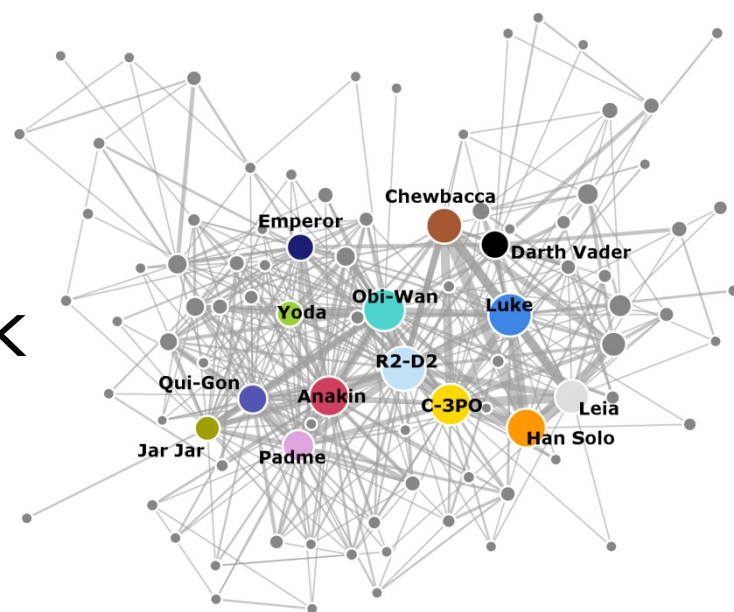 Chewbacca
Emperor
Darth Vader
Obi-Wan
Yoda
Luke
K
R2-D2
Qui-Gon
Anakin
C-3PO
Leia
Han Solo
Jar Jar
Padme